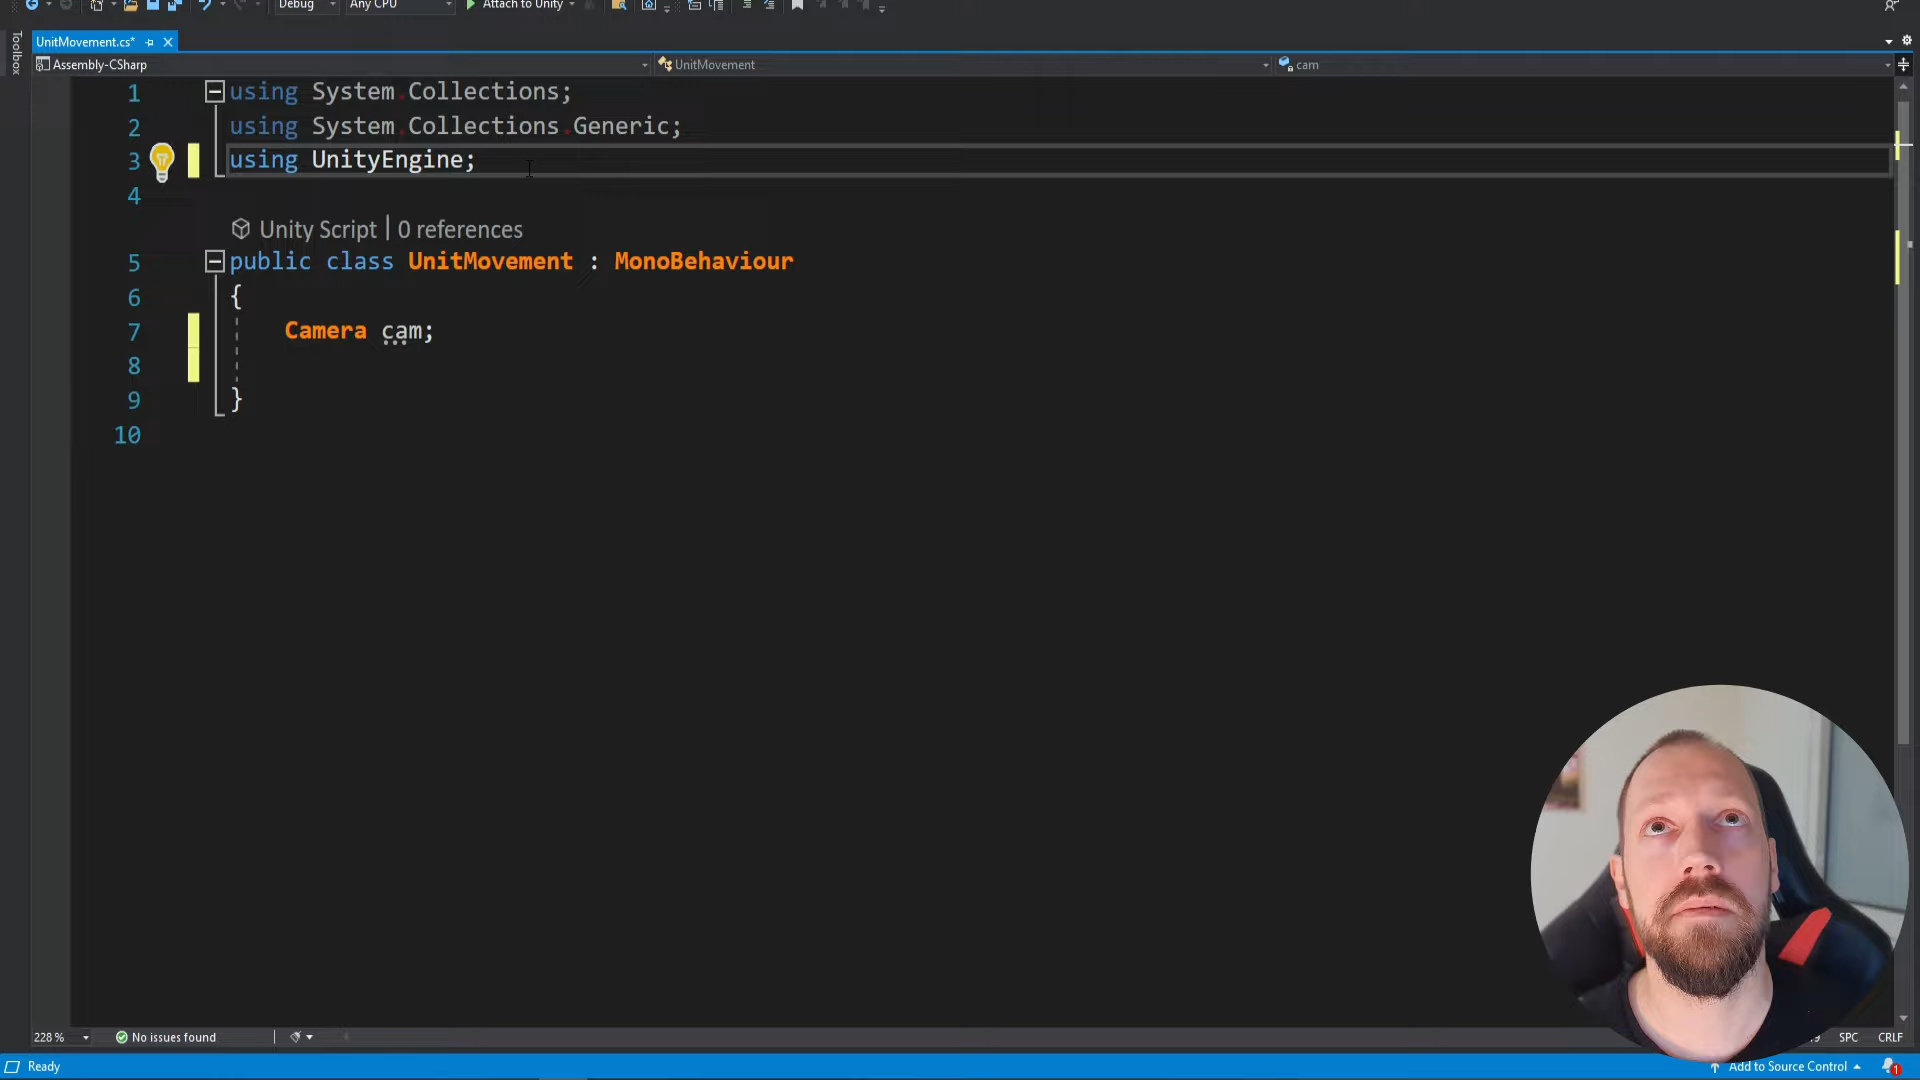 Debug
Any CPU
Attach to Unity
Toolbox
UnitMovement.cs*
Assembly-CSharp
UnitMovement
cam
1 using System.Collections;
2 using System.Collections.Generic;
3 using UnityEngine;
4
Unity Script | 0 references
5 public class UnitMovement : MonoBehaviour
6 {
7 Camera cam;
8
9 }
10
228 %
No issues found
SPC
CRLF
Ready
Add to Source Control
1